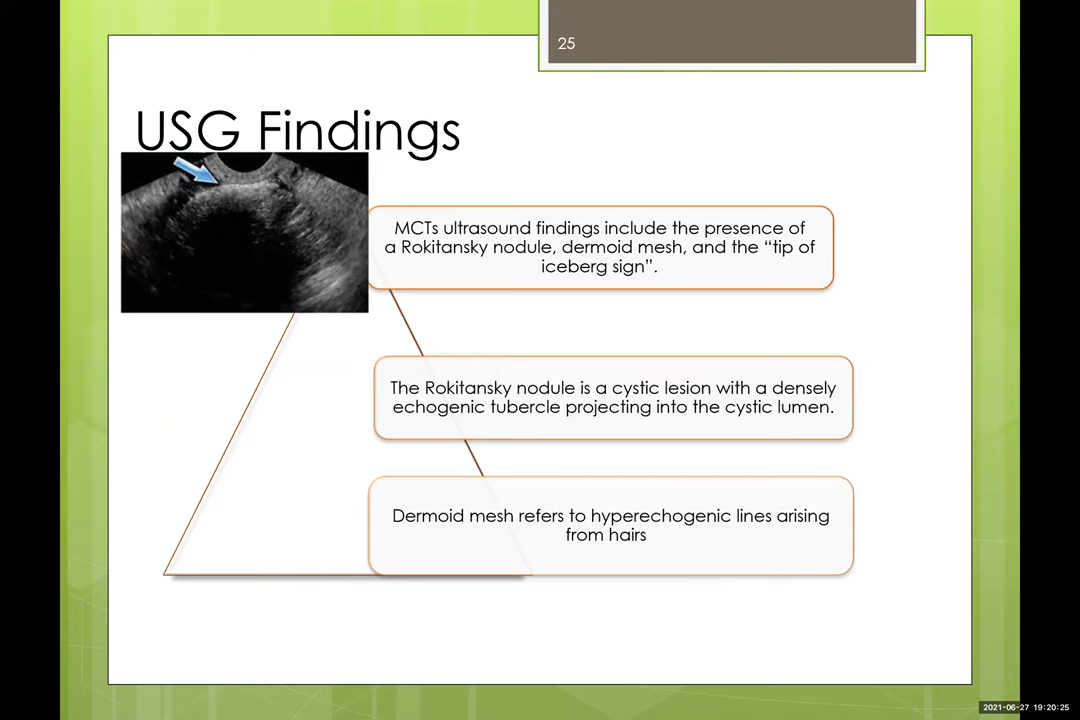 25
USG Findings
MCTs ultrasound findings include the presence of
a Rokitansky nodule, dermoid mesh, and the “tip of
iceberg sign”.
The Rokitansky nodule is a cystic lesion with a densely
echogenic tubercle projecting into the cystic lumen.
Dermoid mesh refers to hyperechogenic lines arising
from hairs
2021-06-27 19:20:25